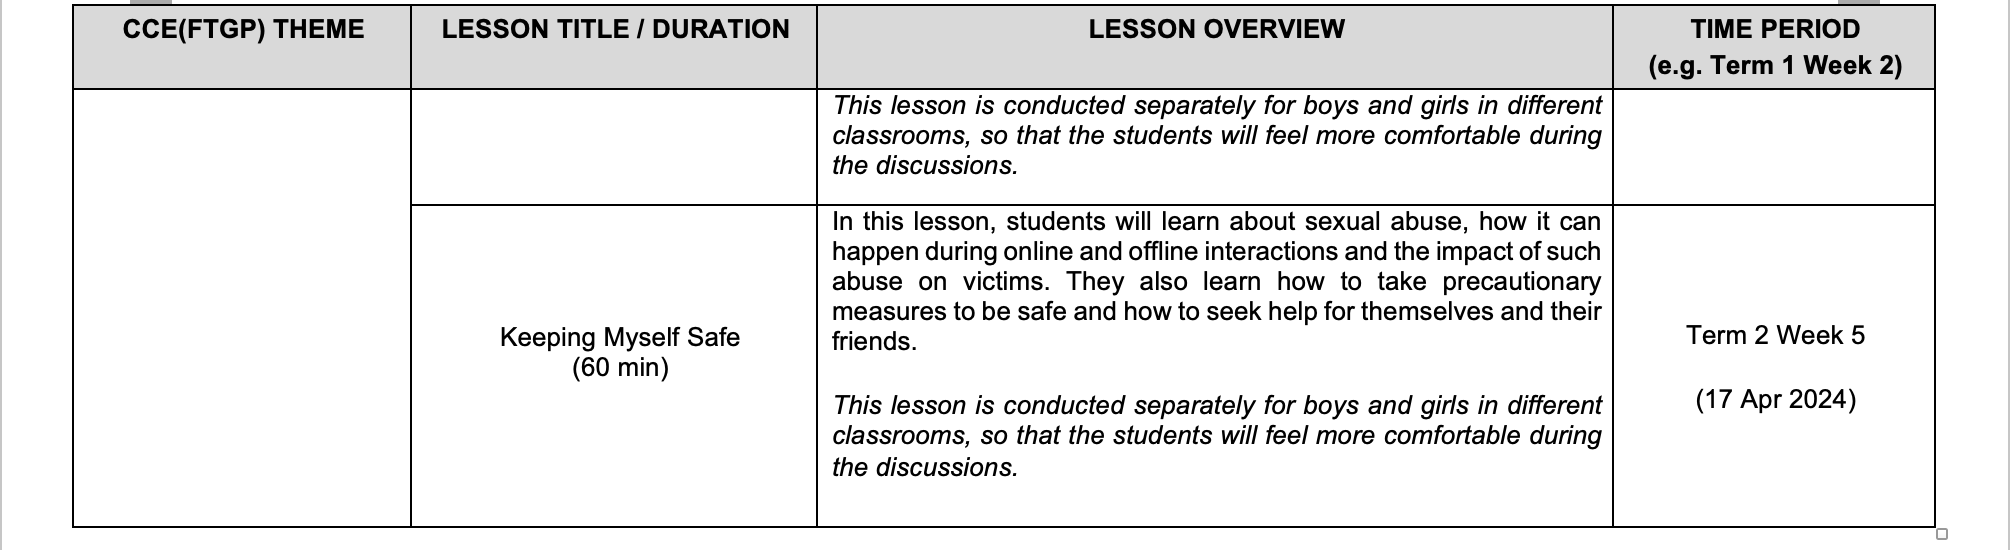 CCE(FTGP) THEME
LESSON TITLE / DURATION
LESSON OVERVIEW
TIME PERIOD
(e.g. Term 1 Week 2)
This lesson is conducted separately for boys and girls in different
classrooms, so that the students will feel more comfortable during
the discussions.
Keeping Myself Safe
(60 min)
In this lesson, students will learn about sexual abuse, how it can
happen during online and offline interactions and the impact of such
abuse on victims. They also learn how to take precautionary
measures to be safe and how to seek help for themselves and their
friends.
This lesson is conducted separately for boys and girls in different
classrooms, so that the students will feel more comfortable during
the discussions.
Term 2 Week 5
(17 Apr 2024)